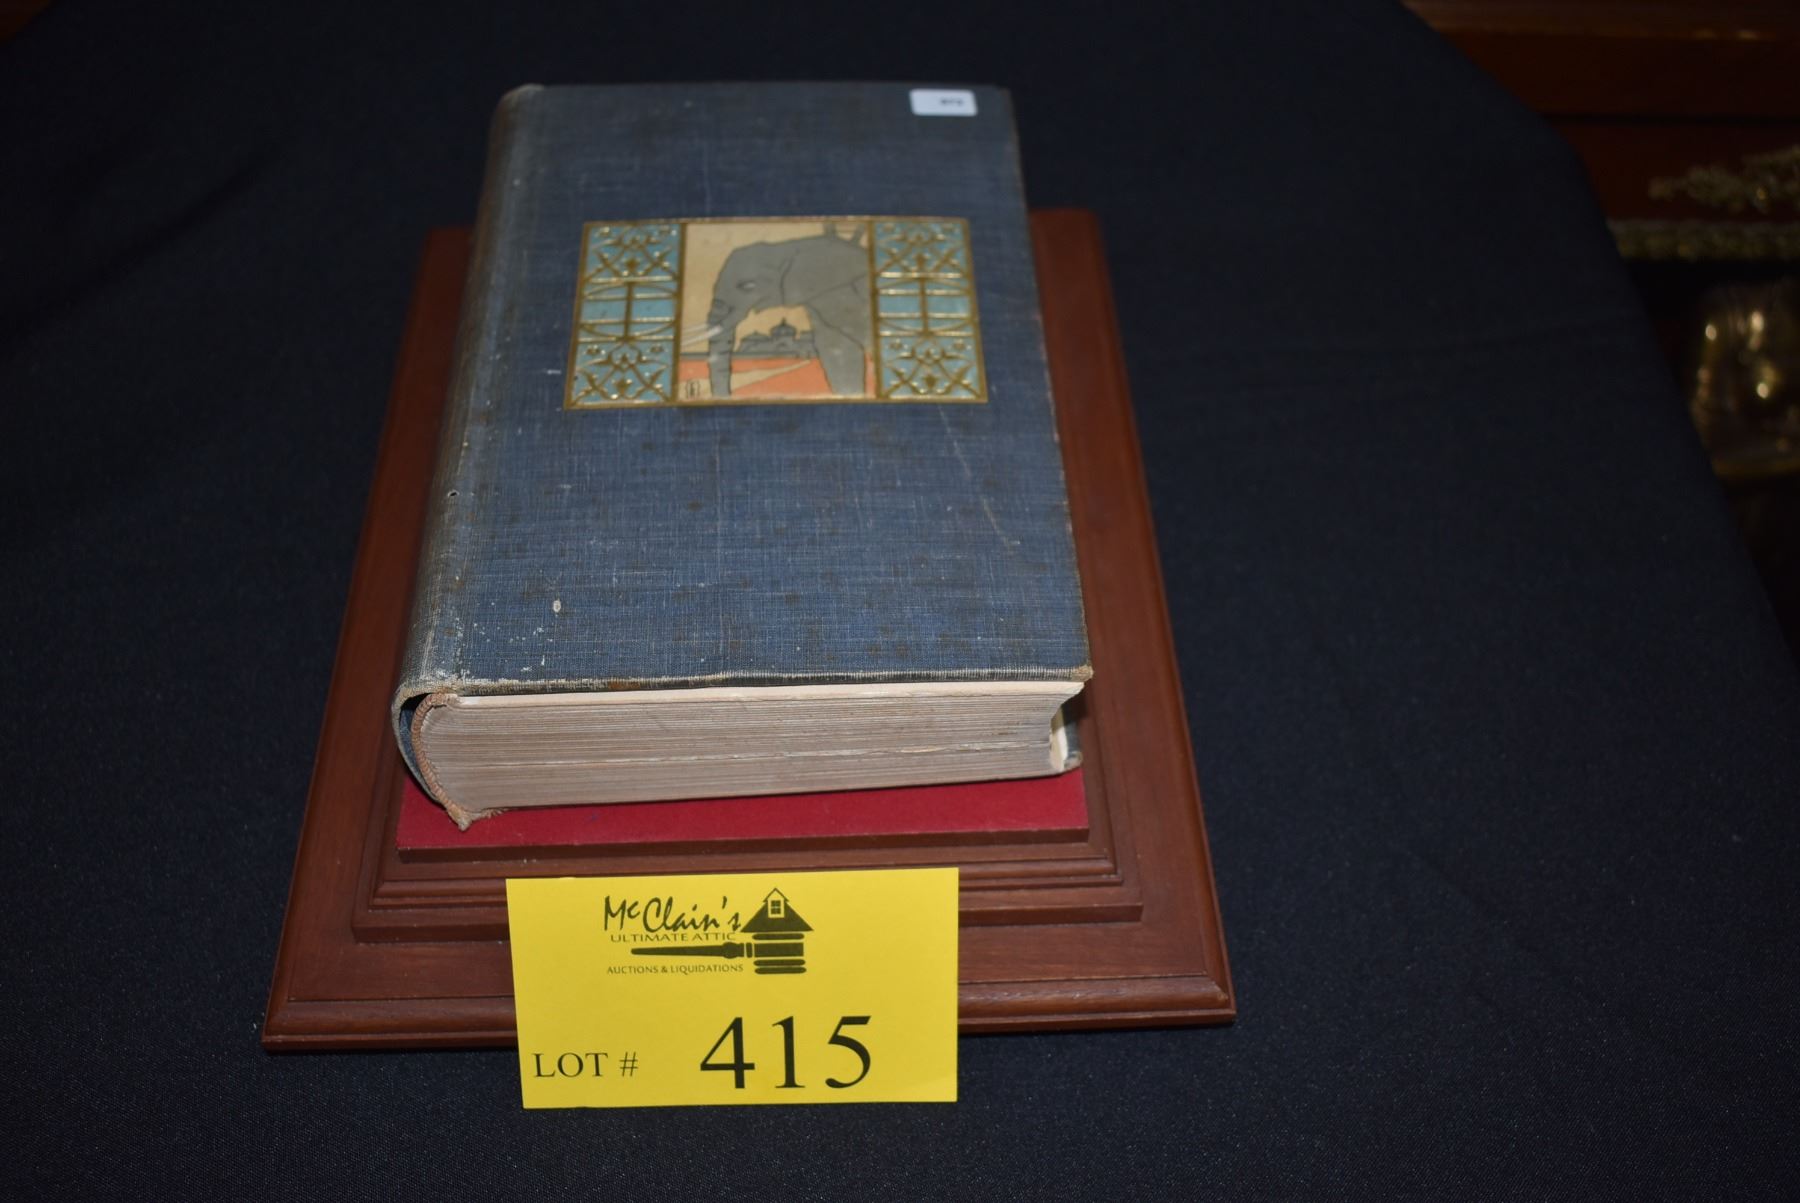 McClain's
ULTIMATE ATTIC
AUCTIONS & LIQUIDATIONS
LOT # 415